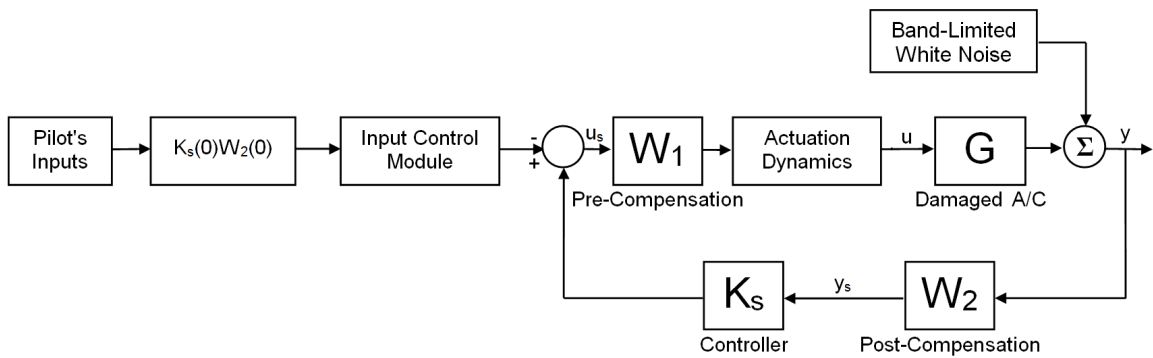 Band-Limited
White Noise
Pilot's
Inputs
Ks(0)W2(0)
Input Control
Module
-
+
us
W1
Pre-Compensation
Actuation
Dynamics
u
G
Damaged A/C
Σ
y
Ks
Controller
ys
W2
Post-Compensation